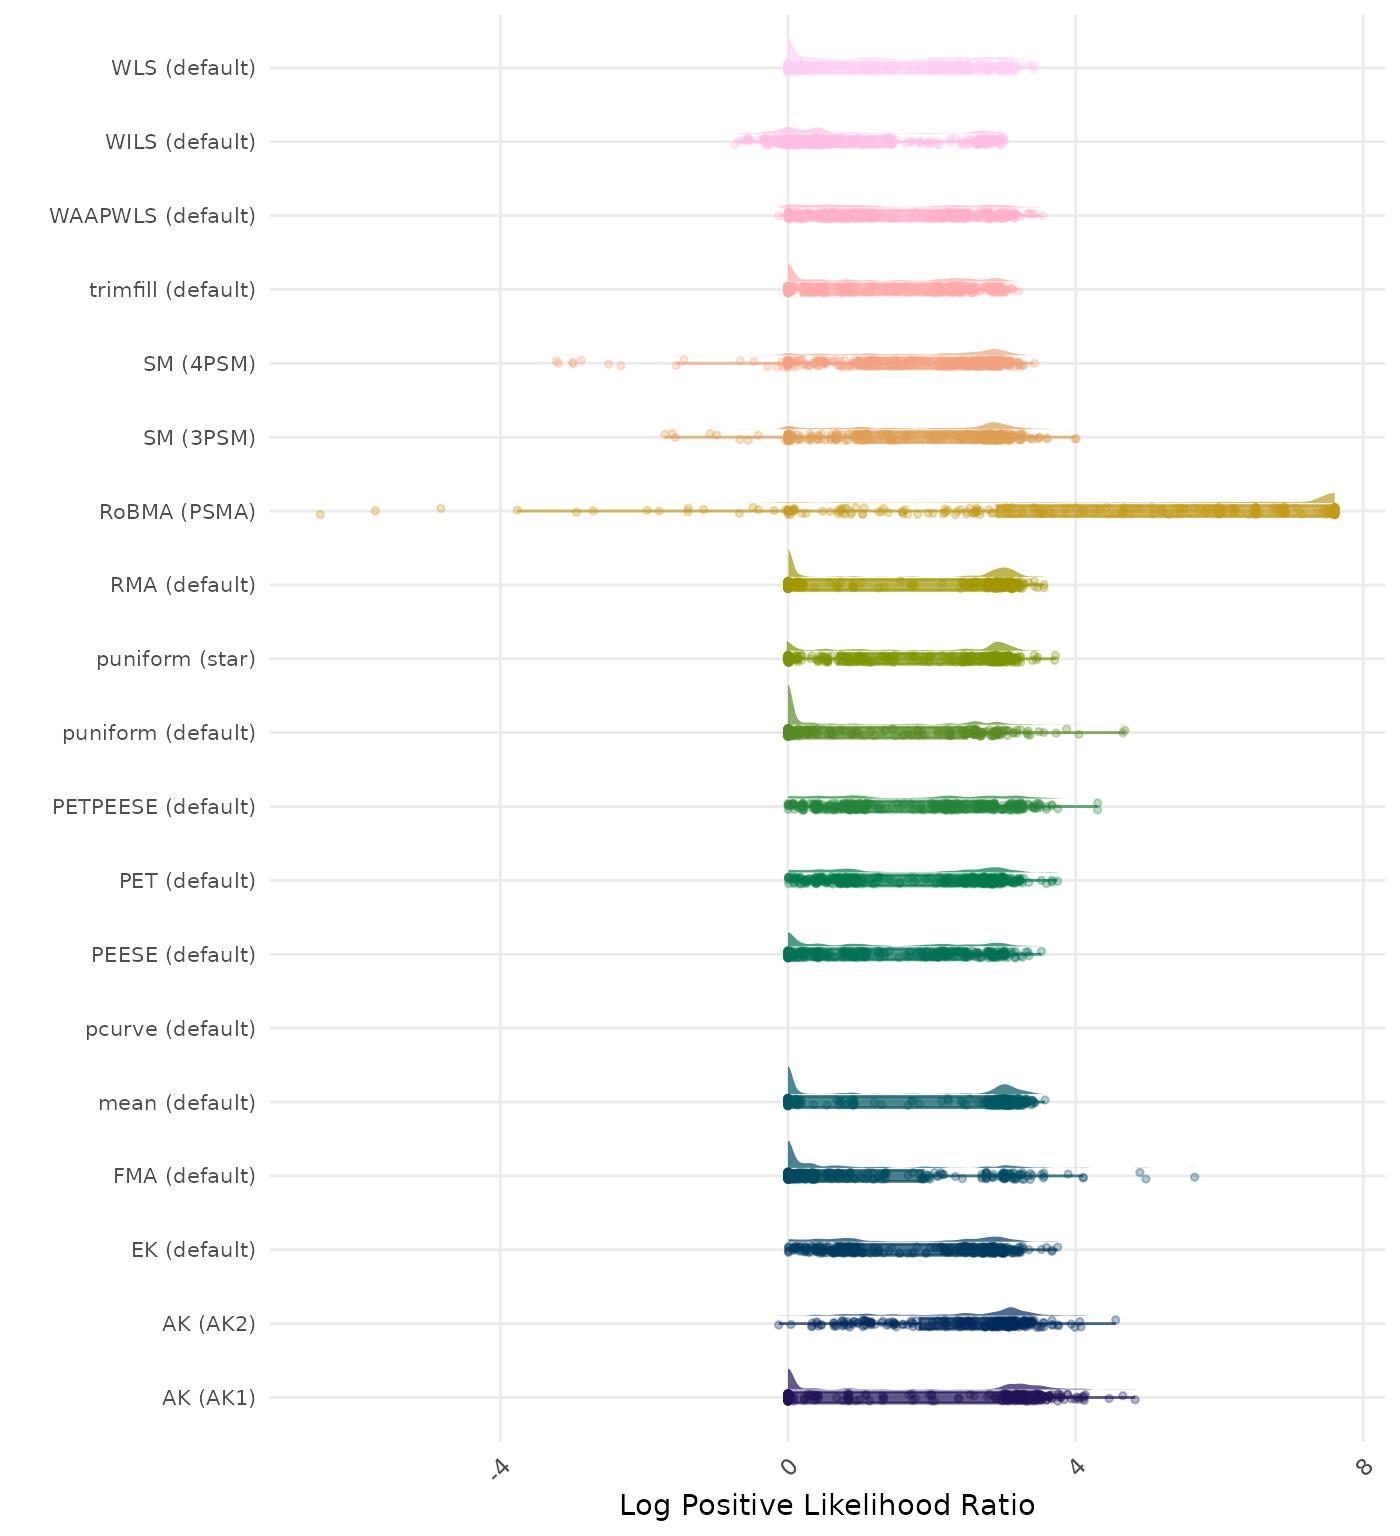 WLS (default)
WILS (default)
WAAPWLS (default)
trimfill (default)
SM (4PSM)
SM (3PSM)
RoBMA (PSMA)
RMA (default)
puniform (star)
puniform (default)
PETPEESE (default)
PET (default)
PEESE (default)
pcurve (default)
mean (default)
FMA (default)
EK (default)
AK (AK2)
AK (AK1)
-4 0 4 8
Log Positive Likelihood Ratio